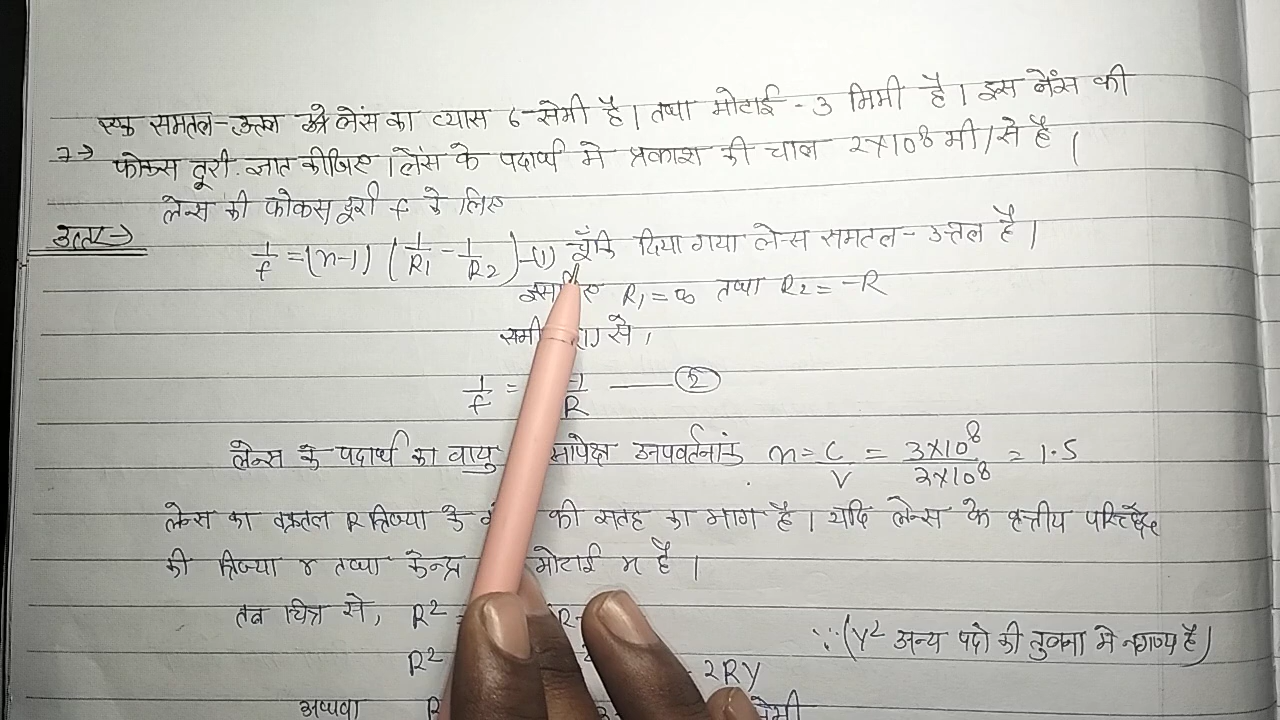 एक समतल-उत्तल लेंस का व्यास 6 सेमी है। तथा मोटाई - 3 मिमी है। इस लेंस की
7→ फोकस दूरी ज्ञात कीजिए। लेंस के पदार्थ मे प्रकाश की चाल 2×10⁸ मी/से है।
उत्तर→ लेन्स की फोकस दूरी f के लिए
1/f = (n-1) (1/R₁ - 1/R₂) -(1) चूँकि दिया गया लेन्स समतल-उत्तल है।
R₁ = ∞ तथा R₂ = -R
से,
1/f = R —— ②
लेन्स के पदार्थ का वायु सापेक्ष n = C/V = 3×10⁸/2×10⁸ = 1.5
लेन्स का वक्रतल R त्रिज्या के की सतह का भाग है। यदि लेन्स के वृत्तीय परिच्छेद
की त्रिज्या r तथा केन्द्र मोटाई है।
तब चित्र से, R² R-
∵ (Y² अन्य पदो की तुलना मे नगण्य है)
R² - 2RY
अथवा R सेमी